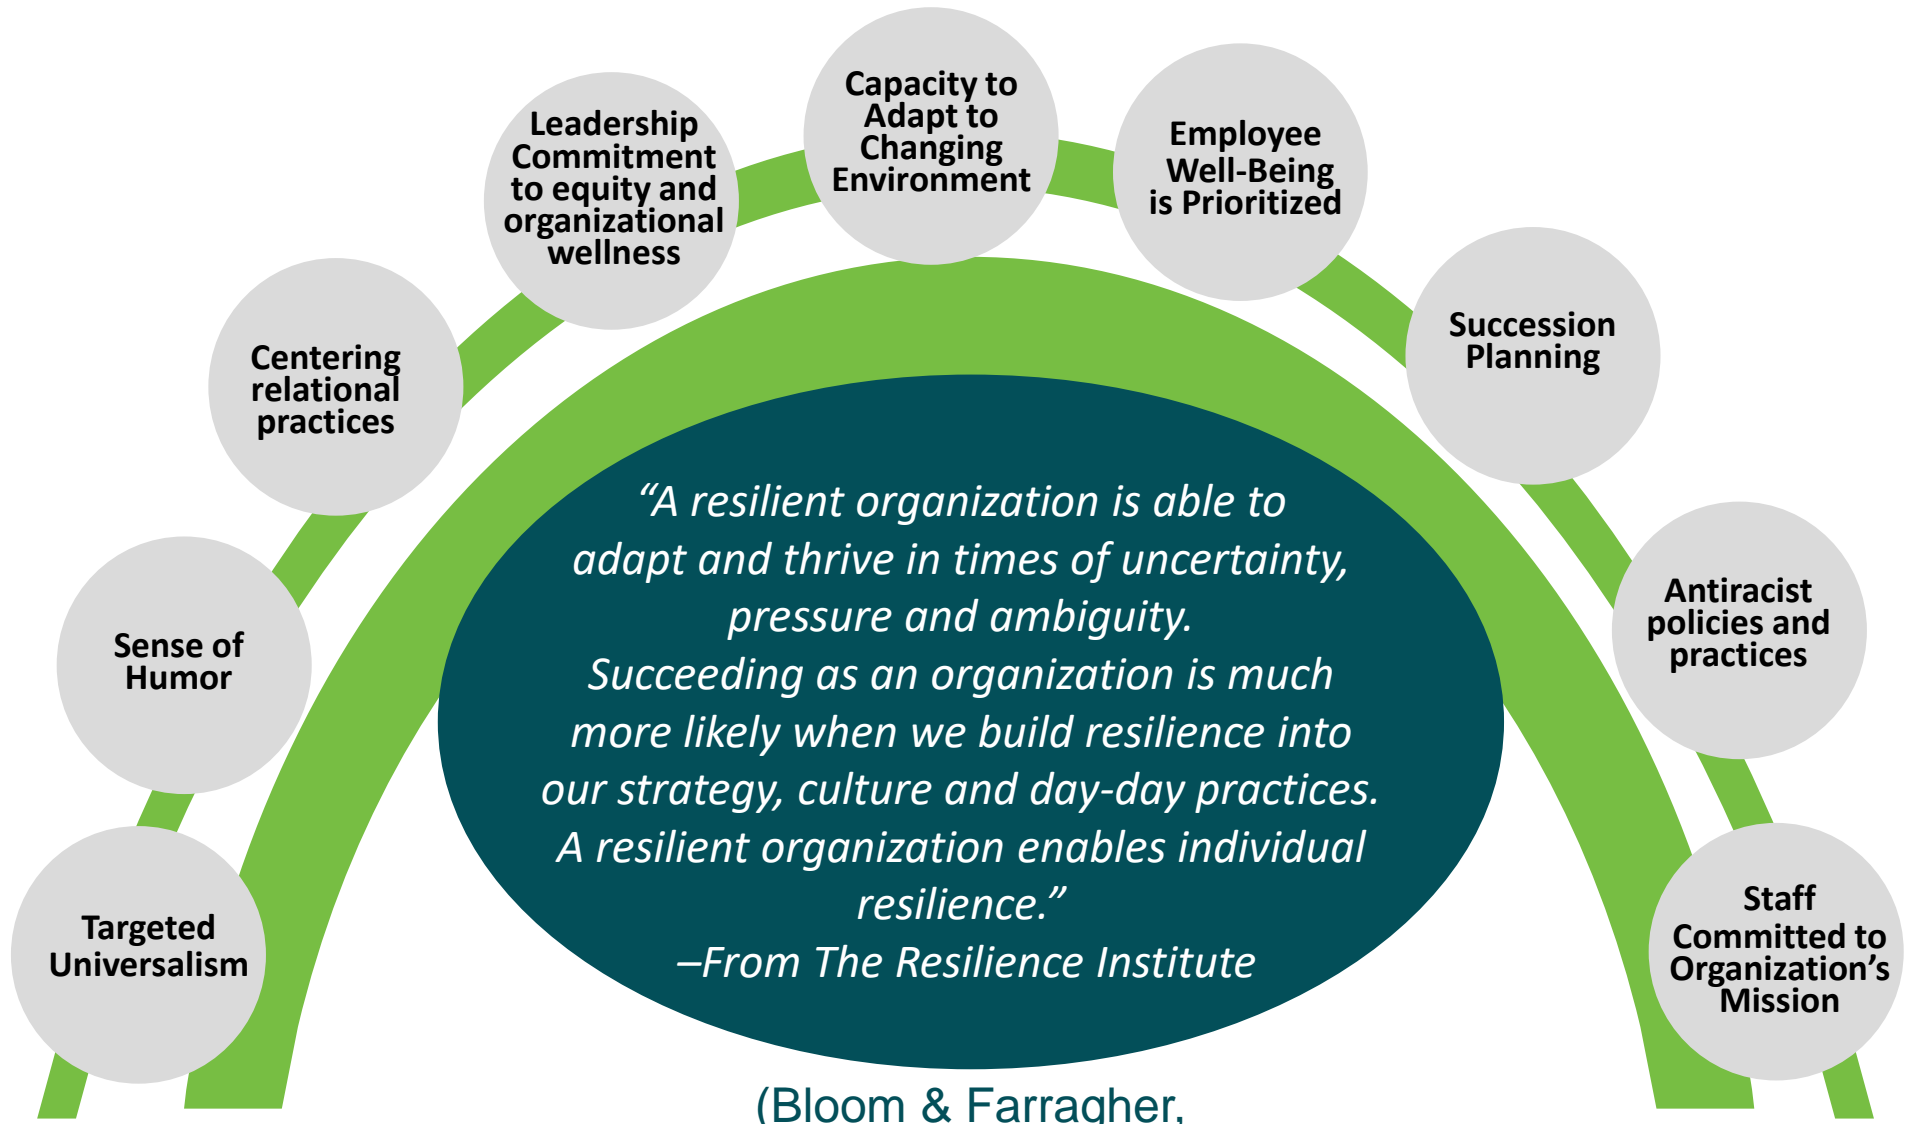 Capacity to
Adapt to
Changing
Environment
Leadership
Commitment
to equity and
organizational
wellness
Employee
Well-Being
is Prioritized
Centering
relational
practices
Succession
Planning
Sense of
Humor
Antiracist
policies and
practices
Targeted
Universalism
Staff
Committed to
Organization’s
Mission
“A resilient organization is able to
adapt and thrive in times of uncertainty,
pressure and ambiguity.
Succeeding as an organization is much
more likely when we build resilience into
our strategy, culture and day-day practices.
A resilient organization enables individual
resilience.”
–From The Resilience Institute
(Bloom & Farragher,